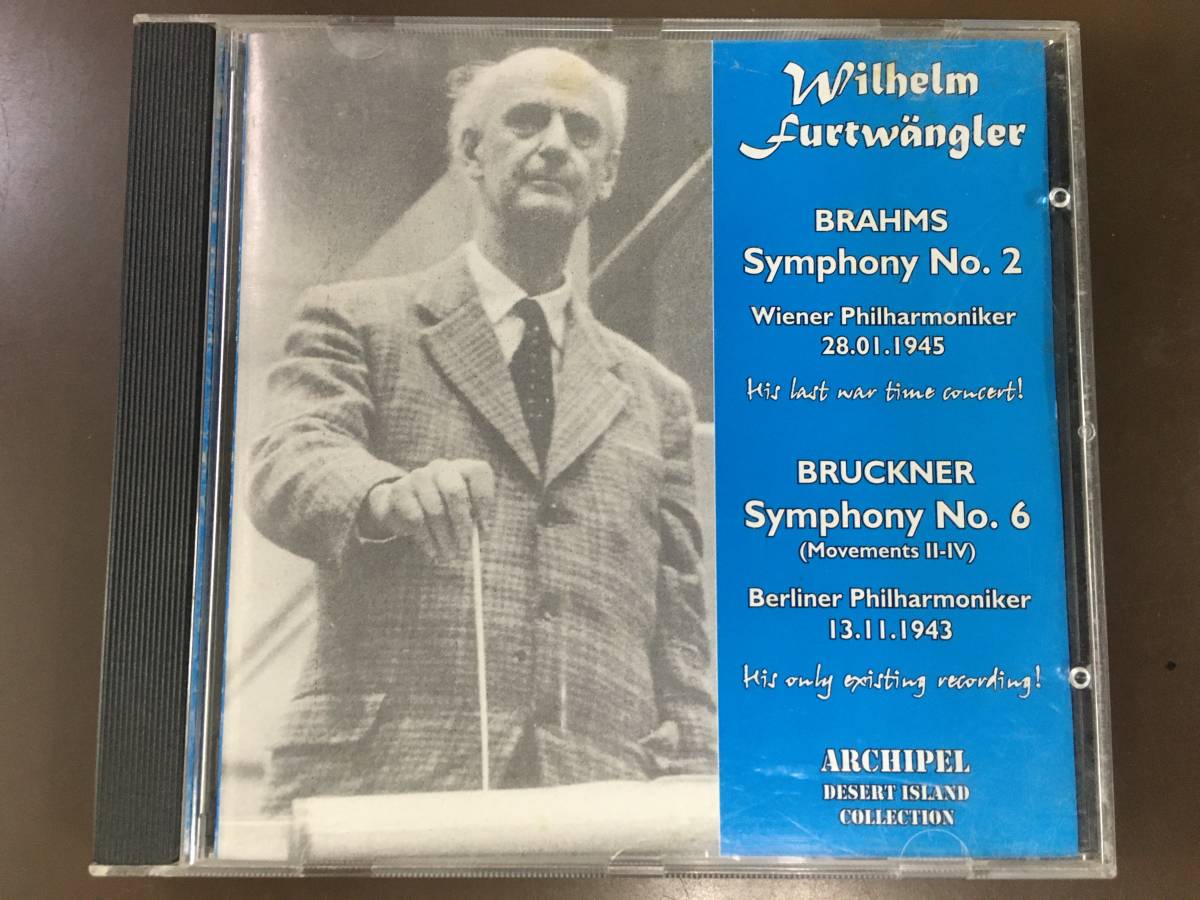 Wilhelm
Furtwängler
BRAHMS
Symphony No. 2
Wiener Philharmoniker
28.01.1945
His last war time concert!
BRUCKNER
Symphony No. 6
(Movements II-IV)
Berliner Philharmoniker
13.11.1943
His only existing recording!
ARCHIPEL
DESERT ISLAND
COLLECTION